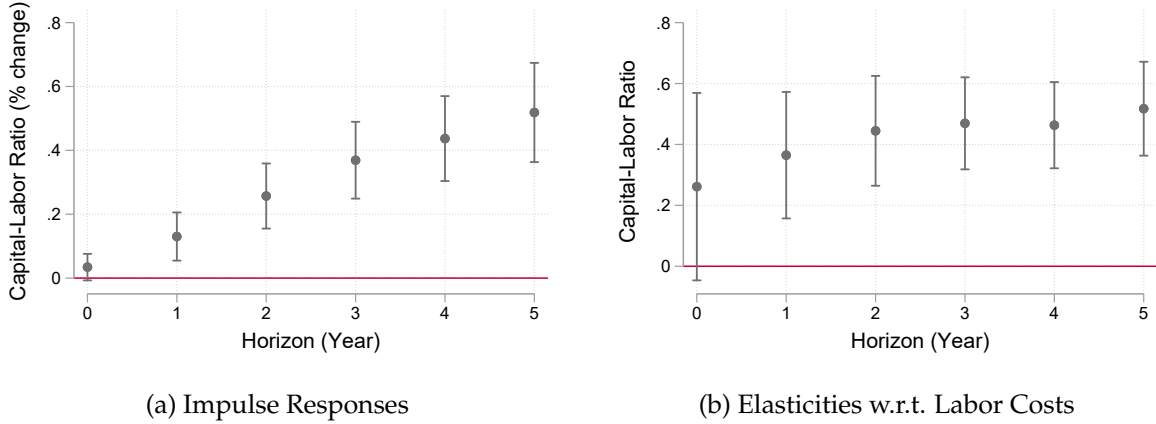 Capital-Labor Ratio (% change)
.8
.6
.4
.2
0
0 1 2 3 4 5
Horizon (Year)
(a) Impulse Responses
Capital-Labor Ratio
.8
.6
.4
.2
0
0 1 2 3 4 5
Horizon (Year)
(b) Elasticities w.r.t. Labor Costs